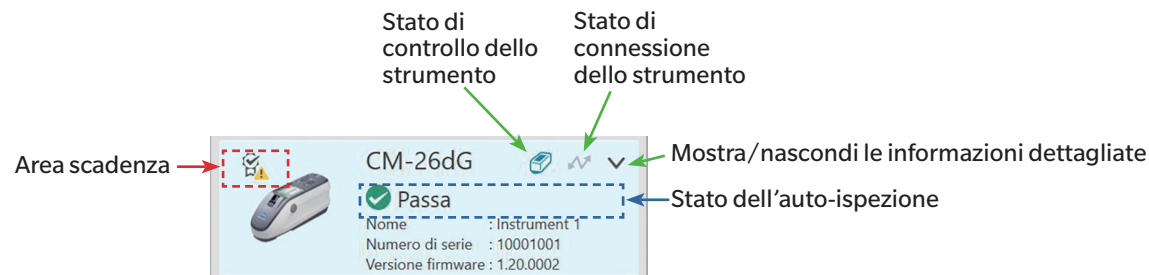 Stato di
controllo dello
strumento
Stato di
connessione
dello strumento
Area scadenza
CM-26dG
Mostra/nascondi le informazioni dettagliate
Passa
Stato dell’auto-ispezione
Nome : Instrument 1
Numero di serie : 10001001
Versione firmware : 1.20.0002